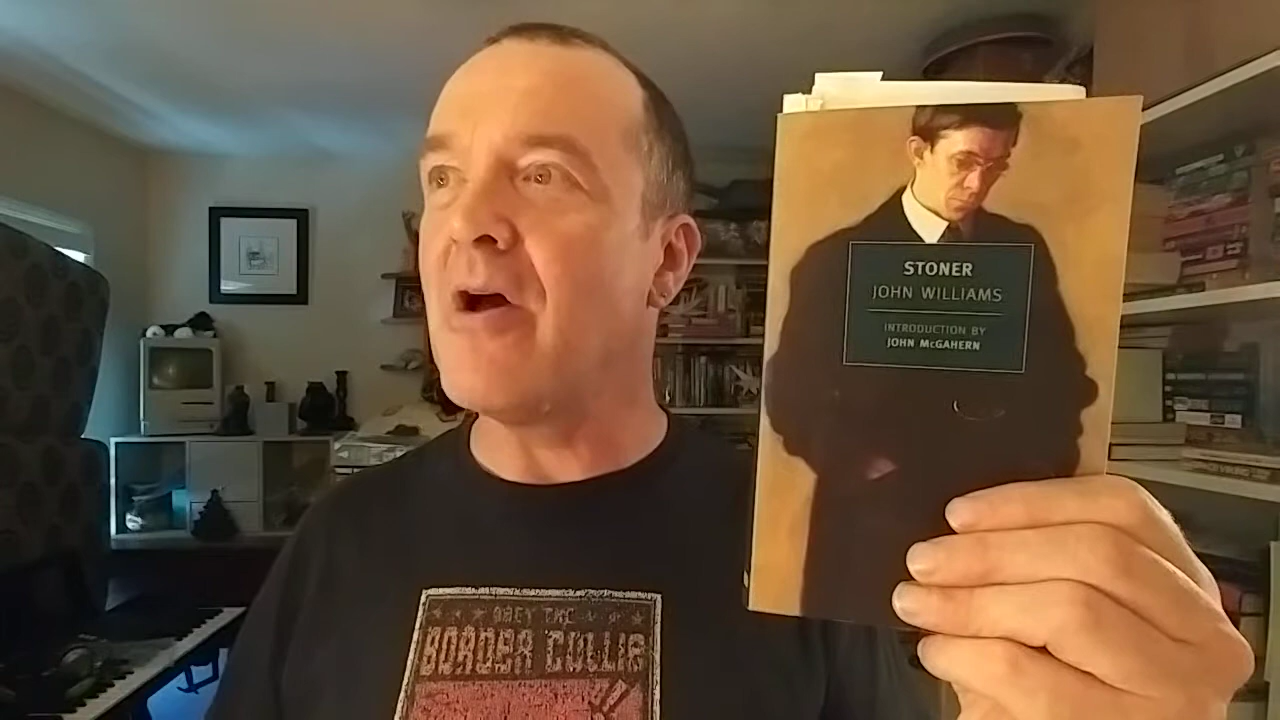 STONER
JOHN WILLIAMS
INTRODUCTION BY
JOHN McGAHERN
OBEY THE
BORDER COLLIE